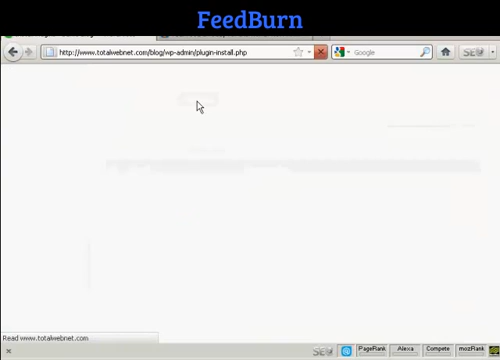 FeedBurn
http://www.totalwebnet.com/blog/wp-admin/plugin-install.php
Google
SEO
Read www.totalwebnet.com
SEO
PageRank
Alexa
Compete
mozRank